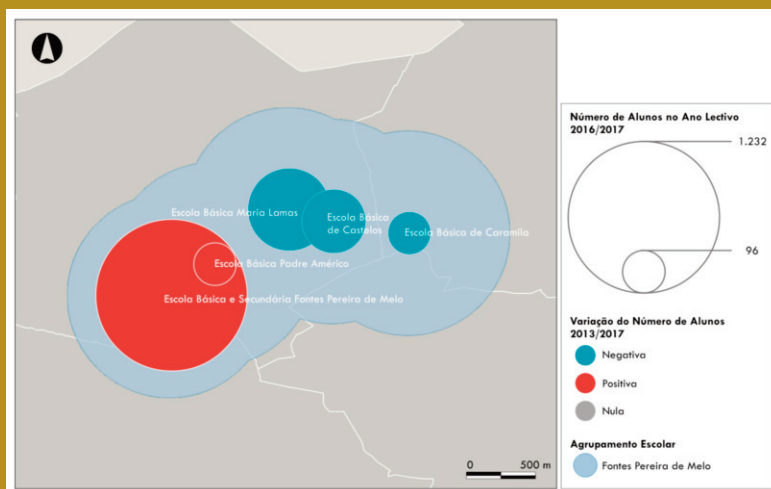 Escola Básica Maria Lamas
Escola Básica
de Costelos
Escola Básica de Caramila
Escola Básica Padre Américo
Escola Básica e Secundária Fontes Pereira de Melo
0 500 m
Número de Alunos no Ano Lectivo
2016/2017
1.232
96
Variação do Número de Alunos
2013/2017
Negativa
Positiva
Nula
Agrupamento Escolar
Fontes Pereira de Melo